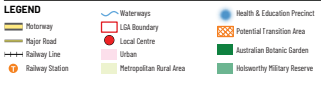 LEGEND
Motorway
Major Road
Railway Line
T Railway Station
Waterways
LGA Boundary
Local Centre
Urban
Metropolitan Rural Area
Health & Education Precinct
Potential Transition Area
Australian Botanic Garden
Holsworthy Military Reserve